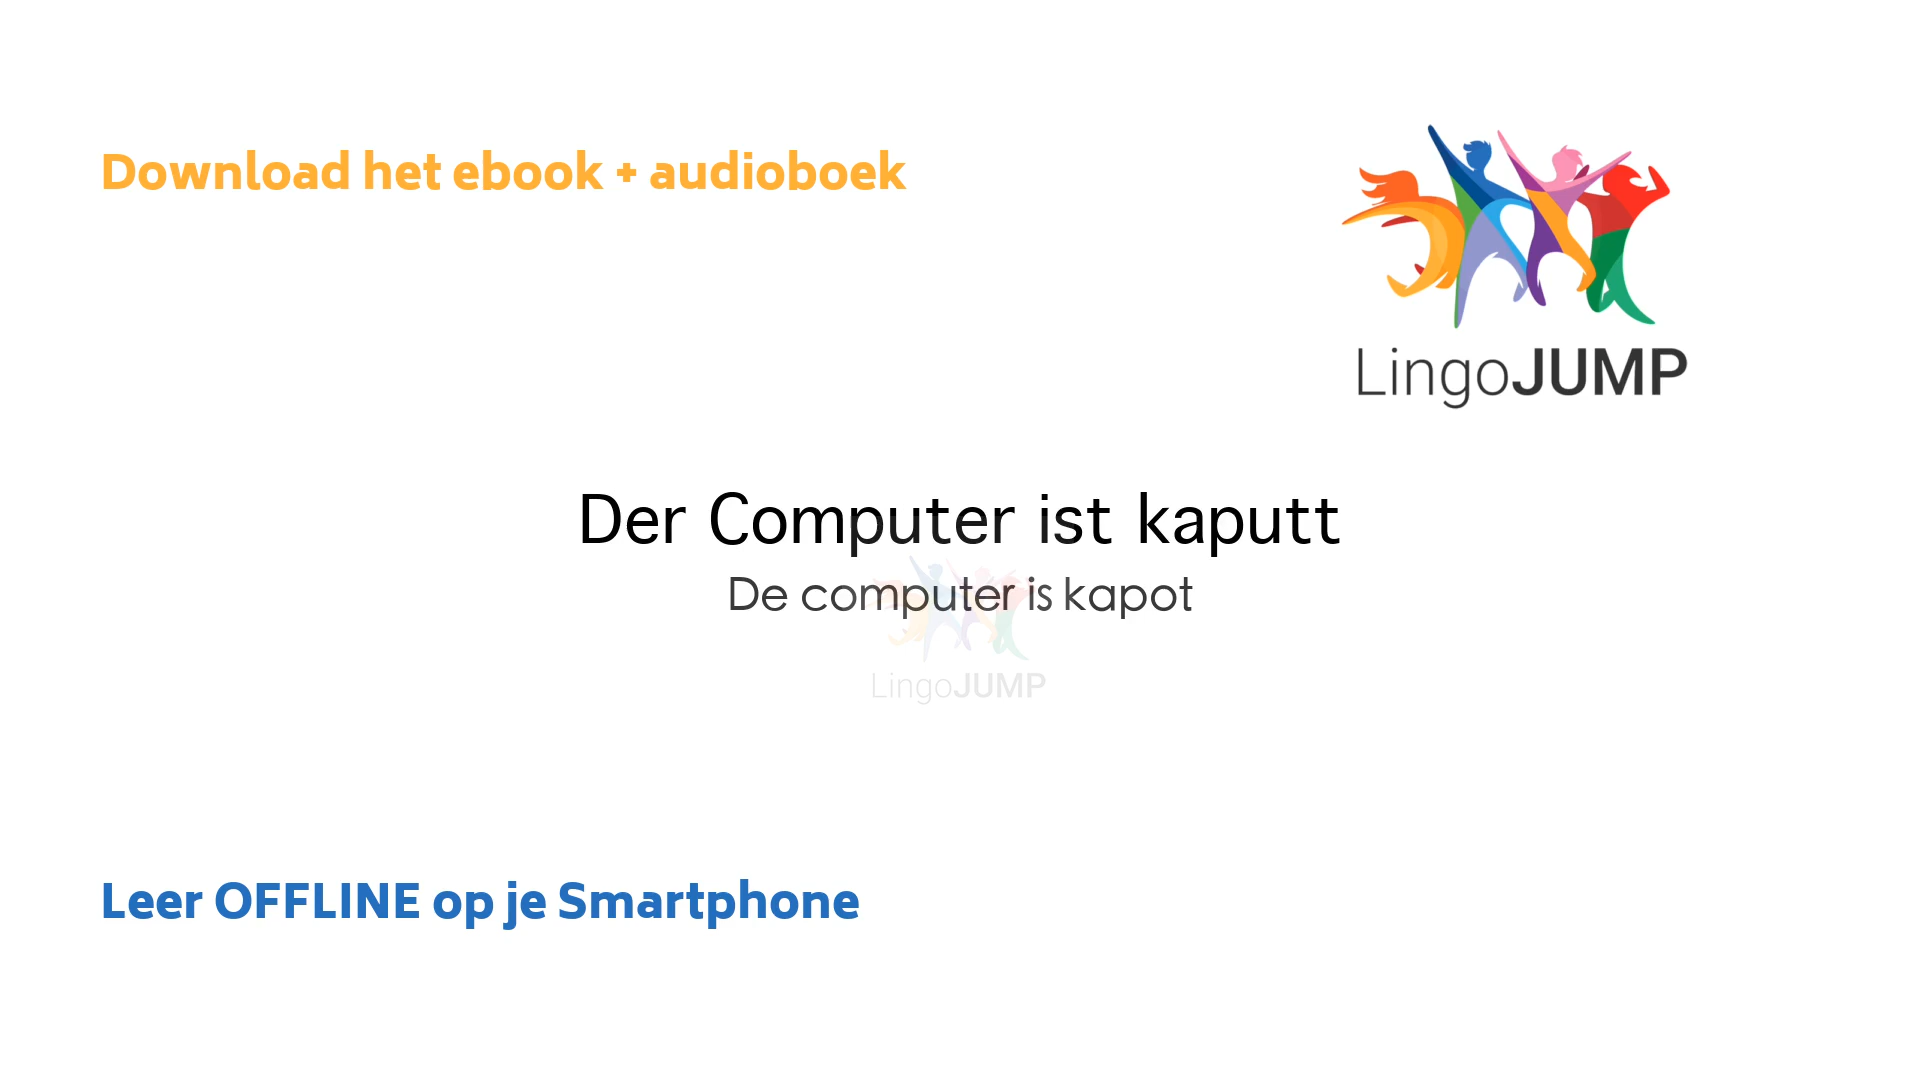 Download het ebook + audioboek
LingoJUMP
Der Computer ist kaputt
De computer is kapot
LingoJUMP
Leer OFFLINE op je Smartphone